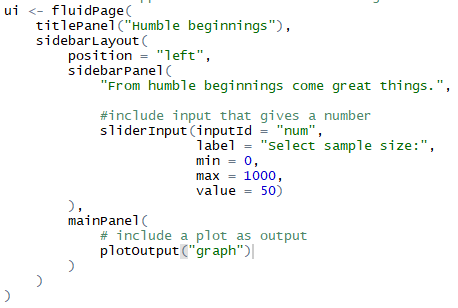 ui <- fluidPage(
    titlePanel("Humble beginnings"),
    sidebarLayout(
        position = "left",
        sidebarPanel(
            "From humble beginnings come great things.",
            #include input that gives a number
            sliderInput(inputId = "num",
                        label = "Select sample size:",
                        min = 0,
                        max = 1000,
                        value = 50)
        ),
        mainPanel(
            # include a plot as output
            plotOutput("graph")
        )
    )
)